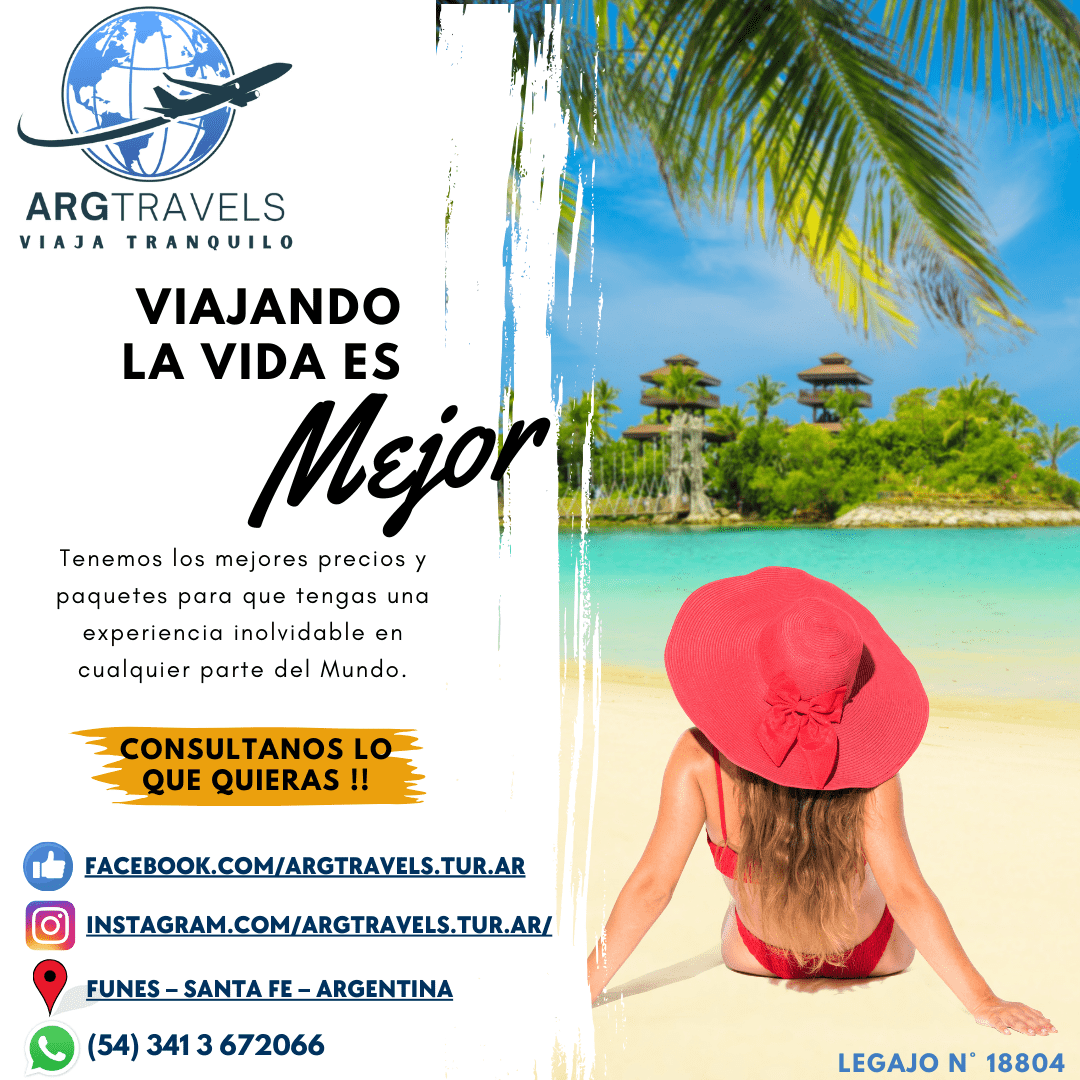 ARGTRAVELS
VIAJA TRANQUILO
VIAJANDO
LA VIDA ES
Mejor
Tenemos los mejores precios y
paquetes para que tengas una
experiencia inolvidable en
cualquier parte del Mundo.
CONSULTANOS LO
QUE QUIERAS !!
FACEBOOK.COM/ARGTRAVELS.TUR.AR
INSTAGRAM.COM/ARGTRAVELS.TUR.AR/
FUNES – SANTA FE – ARGENTINA
(54) 341 3 672066
LEGAJO N° 18804